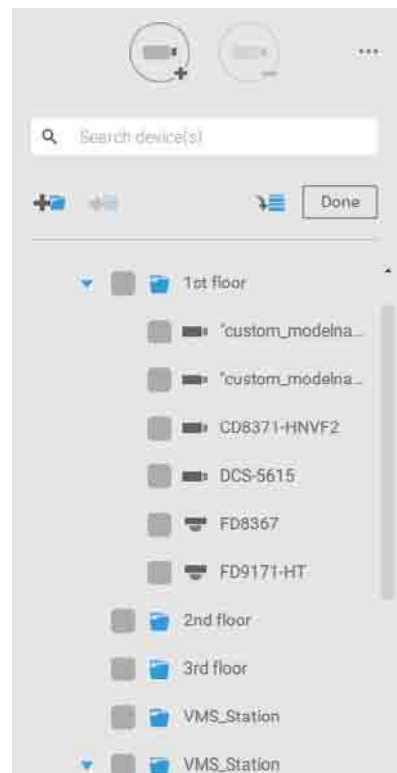 Search device(s)
Done
1st floor
"custom_modelna...
"custom_modelna...
CD8371-HNVF2
DCS-5615
FD8367
FD9171-HT
2nd floor
3rd floor
VMS_Station
VMS_Station